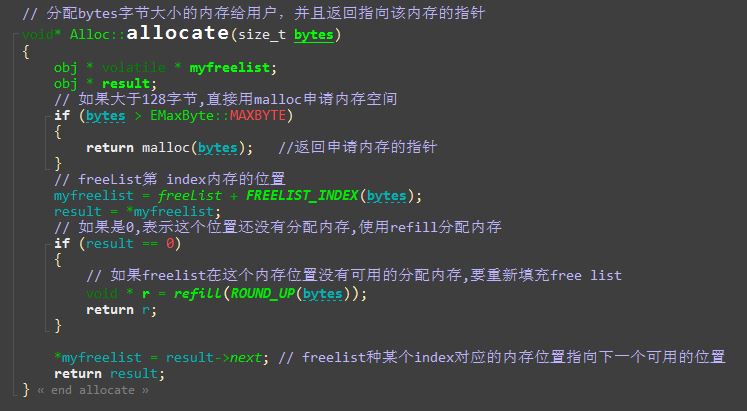 // 分配bytes字节大小的内存给用户，并且返回指向该内存的指针
void* Alloc::allocate(size_t bytes)
{
obj * volatile * myfreelist;
obj * result;
// 如果大于128字节,直接用malloc申请内存空间
if (bytes > EMaxByte::MAXBYTE)
{
return malloc(bytes); //返回申请内存的指针
}
// freeList第 index内存的位置
myfreelist = freeList + FREELIST_INDEX(bytes);
result = *myfreelist;
// 如果是0,表示这个位置还没有分配内存,使用refill分配内存
if (result == 0)
{
// 如果freelist在这个内存位置没有可用的分配内存,要重新填充free list
void * r = refill(ROUND_UP(bytes));
return r;
}
*myfreelist = result->next; // freelist种某个index对应的内存位置指向下一个可用的位置
return result;
} « end allocate »